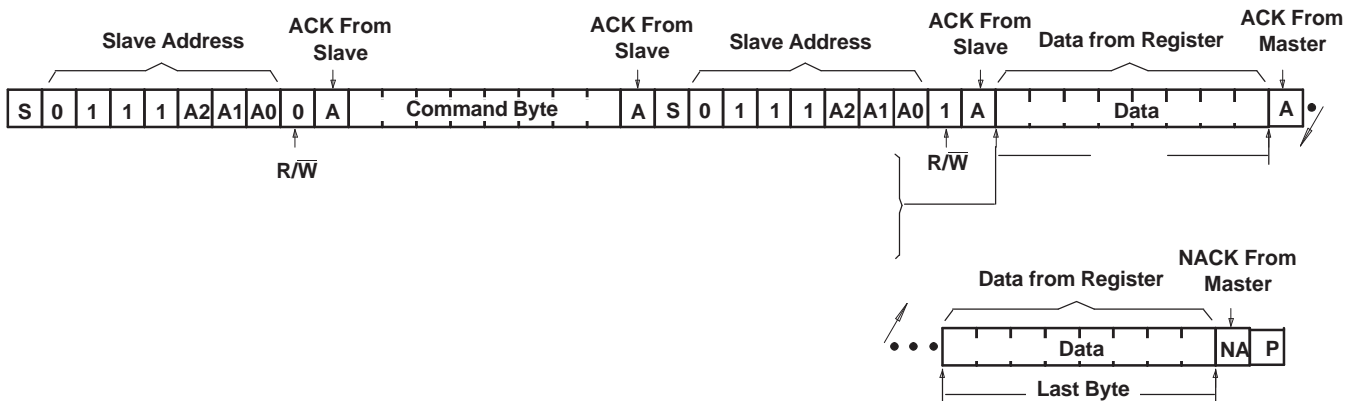 Slave Address
ACK From
Slave
ACK From
Slave
Slave Address
ACK From
Slave
Data from Register
ACK From
Master
S 0 1 1 1 A2 A1 A0 0 A Command Byte A S 0 1 1 1 A2 A1 A0 1 A Data A
R/W̅
R/W̅
Data from Register
NACK From
Master
Data NA P
Last Byte